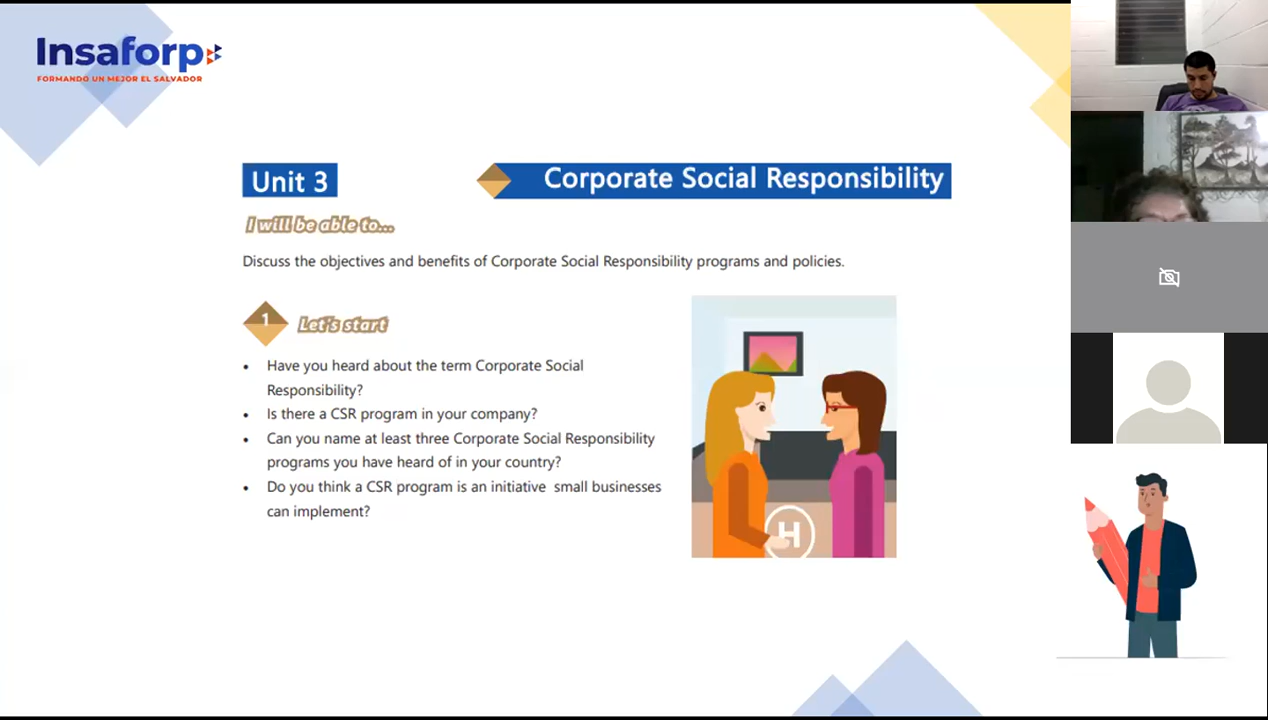 Insaforp
FORMANDO UN MEJOR EL SALVADOR
Unit 3
Corporate Social Responsibility
I will be able to...
Discuss the objectives and benefits of Corporate Social Responsibility programs and policies.
1
Let's start
• Have you heard about the term Corporate Social
Responsibility?
• Is there a CSR program in your company?
• Can you name at least three Corporate Social Responsibility
programs you have heard of in your country?
• Do you think a CSR program is an initiative small businesses
can implement?
H